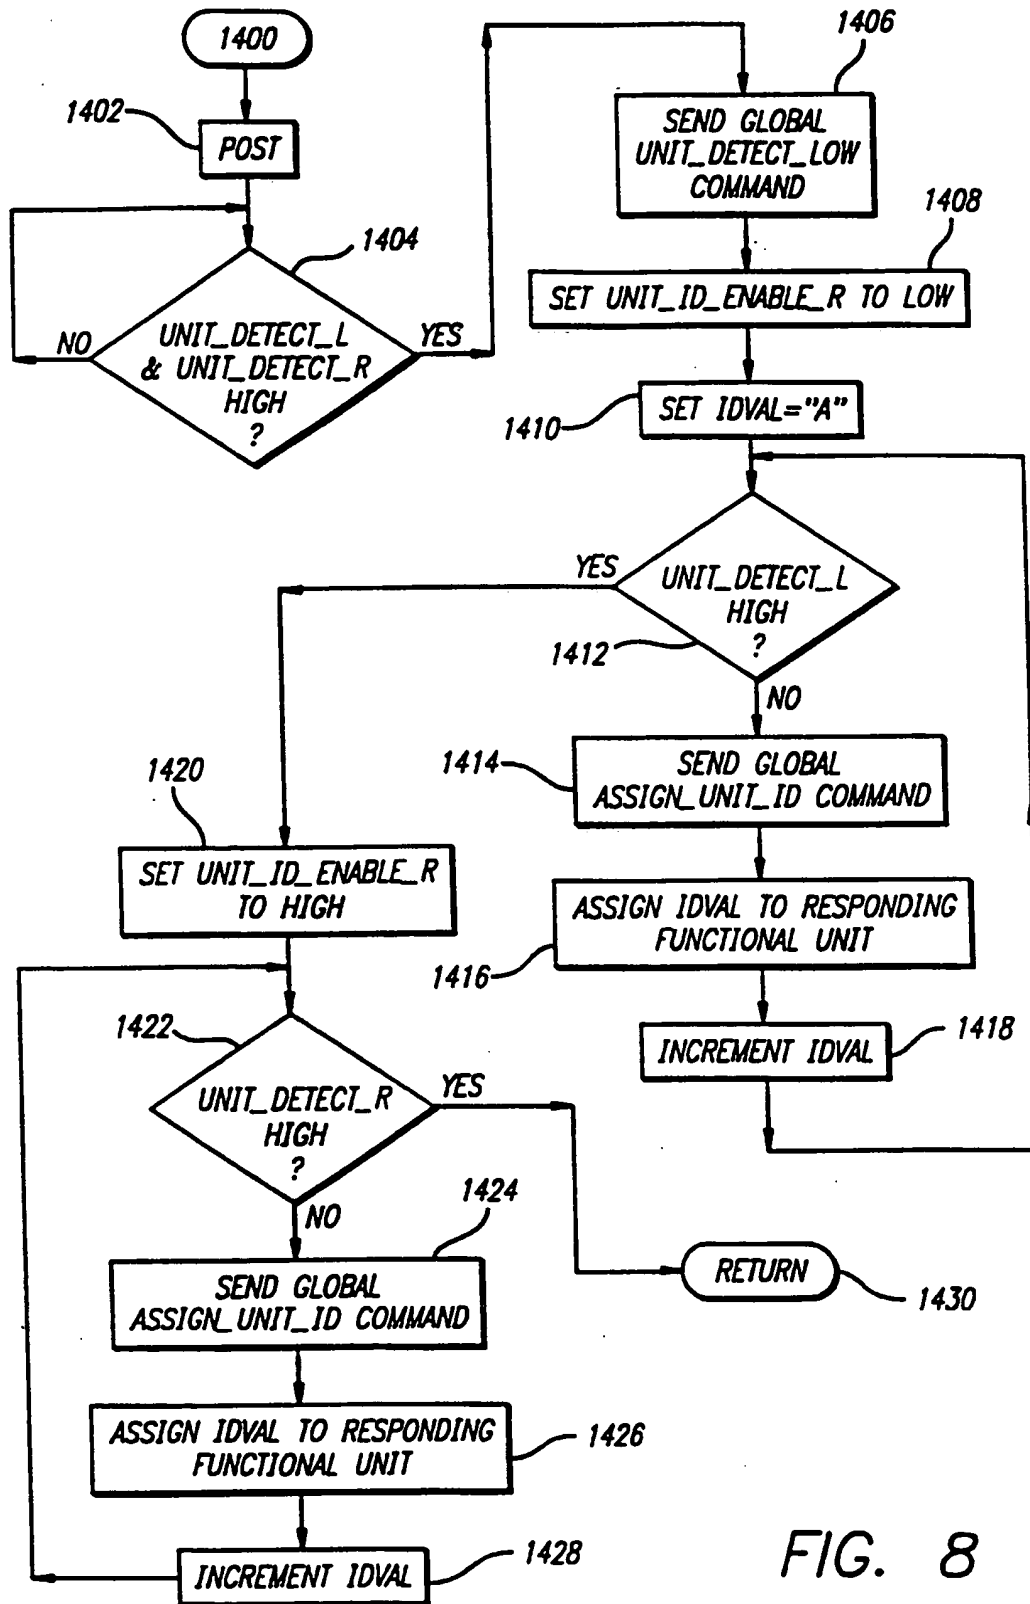 1400
1402
POST
1404
UNIT_DETECT_L
& UNIT_DETECT_R
HIGH
?
NO
YES
1406
SEND GLOBAL
UNIT_DETECT_LOW
COMMAND
1408
SET UNIT_ID_ENABLE_R TO LOW
1410
SET IDVAL="A"
YES
UNIT_DETECT_L
HIGH
?
1412
NO
1414
SEND GLOBAL
ASSIGN_UNIT_ID COMMAND
ASSIGN IDVAL TO RESPONDING
FUNCTIONAL UNIT
1416
INCREMENT IDVAL
1418
1420
SET UNIT_ID_ENABLE_R
TO HIGH
1422
UNIT_DETECT_R
HIGH
?
YES
NO
1424
SEND GLOBAL
ASSIGN_UNIT_ID COMMAND
RETURN
1430
ASSIGN IDVAL TO RESPONDING
FUNCTIONAL UNIT
1426
INCREMENT IDVAL
1428
FIG. 8